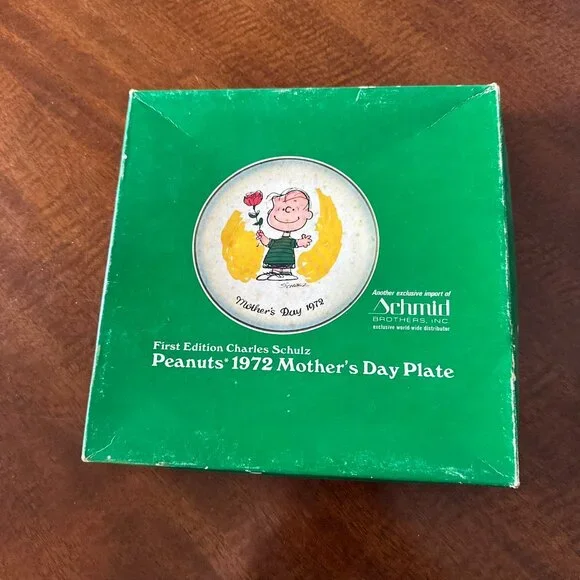 SCHULZ
Mother's Day 1972
Another exclusive import of
Schmid
BROTHERS, INC.
exclusive world wide distributor
First Edition Charles Schulz
Peanuts® 1972 Mother's Day Plate